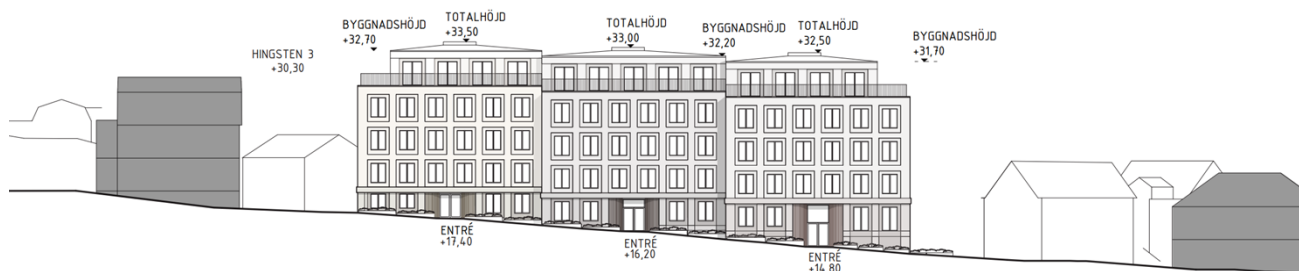 HINGSTEN 3
+30,30
BYGGNADSHÖJD
+32,70
TOTALHÖJD
+33,50
TOTALHÖJD
+33,00
BYGGNADSHÖJD
+32,20
TOTALHÖJD
+32,50
BYGGNADSHÖJD
+31,70
ENTRÉ
+17,40
ENTRÉ
+16,20
ENTRÉ
+14,80